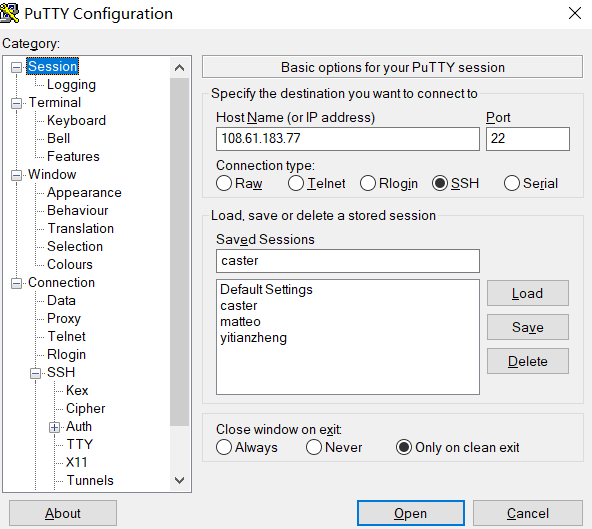 PuTTY Configuration
Category:
Session
Logging
Terminal
Keyboard
Bell
Features
Window
Appearance
Behaviour
Translation
Selection
Colours
Connection
Data
Proxy
Telnet
Rlogin
SSH
Kex
Cipher
Auth
TTY
X11
Tunnels
Basic options for your PuTTY session
Specify the destination you want to connect to
Host Name (or IP address) Port
108.61.183.77 22
Connection type:
Raw Telnet Rlogin SSH Serial
Load, save or delete a stored session
Saved Sessions
caster
Default Settings
caster
matteo
yitianzheng
Load
Save
Delete
Close window on exit:
Always Never Only on clean exit
About Open Cancel